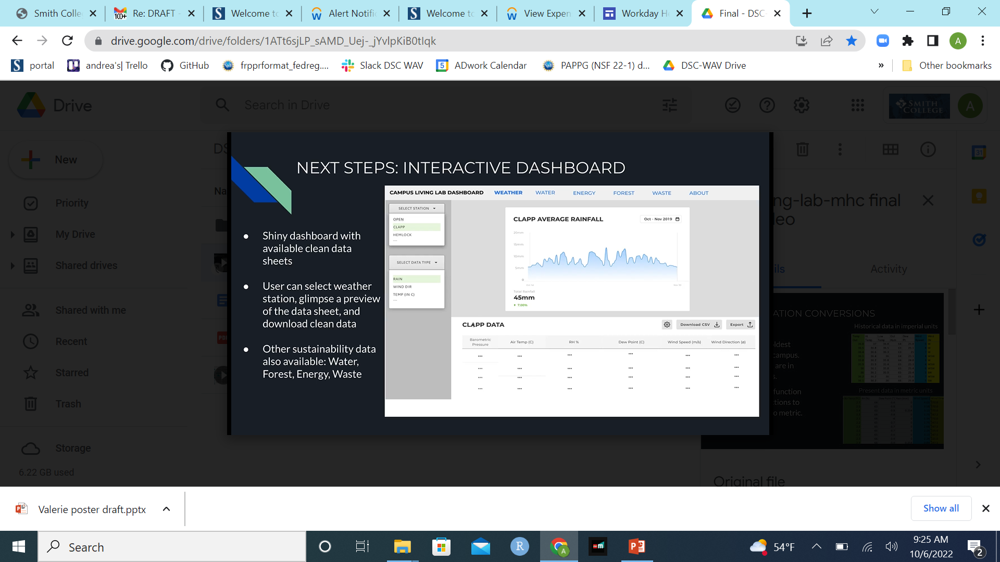 Smith Colle
Re: DRAFT -
Welcome to
Alert Notific
Welcome to
View Expen
Workday He
Final - DSC-
drive.google.com/drive/folders/1ATt6sjLP_sAMD_Uej-_jYvlpKiB0tIqk
portal
andrea's| Trello
GitHub
frpprformat_fedreg....
Slack DSC WAV
ADwork Calendar
PAPPG (NSF 22-1) d...
DSC-WAV Drive
»
Other bookmarks
Drive
Search in Drive
SMITH COLLEGE
A
New
Priority
My Drive
Shared drives
Shared with me
Recent
Starred
Trash
Storage
6.22 GB used
NEXT STEPS: INTERACTIVE DASHBOARD
● Shiny dashboard with
available clean data
sheets
● User can select weather
station, glimpse a preview
of the data sheet, and
download clean data
● Other sustainability data
also available: Water,
Forest, Energy, Waste
CAMPUS LIVING LAB DASHBOARD WEATHER WATER ENERGY FOREST WASTE ABOUT
SELECT STATION
OPEN
CLAPP
HEMLOCK
....
SELECT DATA TYPE
RAIN
WIND DIR
TEMP (IN C)
....
CLAPP AVERAGE RAINFALL
Oct - Nov 2019
20mm
15mm
10mm
5mm
0
Total Rainfall
45mm
+ 7.00%
CLAPP DATA
Download CSV
Export
Barometric
Pressure
Air Temp (C)
RH %
Dew Point (C)
Wind Speed (m/s)
Wind Direction (ø)
ng-lab-mhc final
deo
ils
Activity
ATION CONVERSIONS
Historical data in imperial units
ldest
campus.
are in
s.
Present data in metric units
function
tions to
o metric.
Original file
Valerie poster draft.pptx
Show all
Search
54°F
9:25 AM
10/6/2022
2